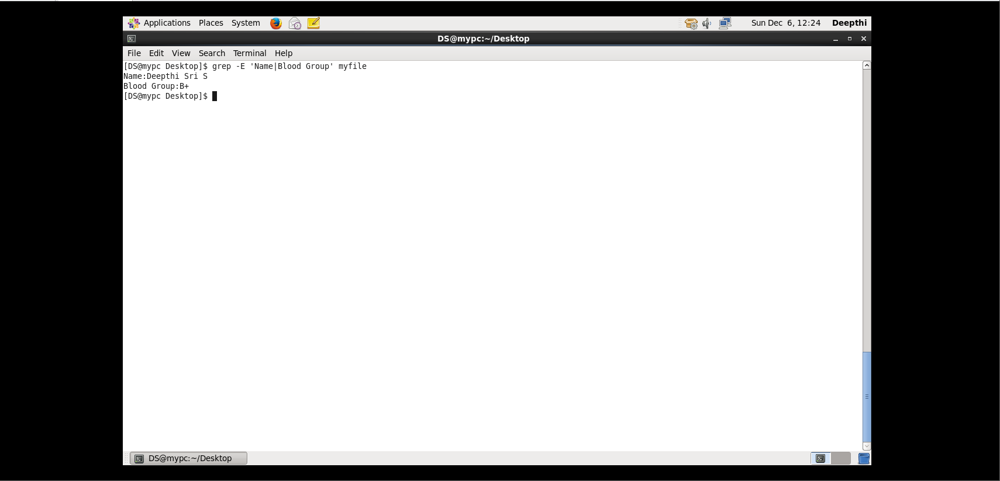 Applications Places System Sun Dec 6, 12:24 Deepthi
DS@mypc:~/Desktop
File Edit View Search Terminal Help
[DS@mypc Desktop]$ grep -E 'Name|Blood Group' myfile
Name:Deepthi Sri S
Blood Group:B+
[DS@mypc Desktop]$
DS@mypc:~/Desktop